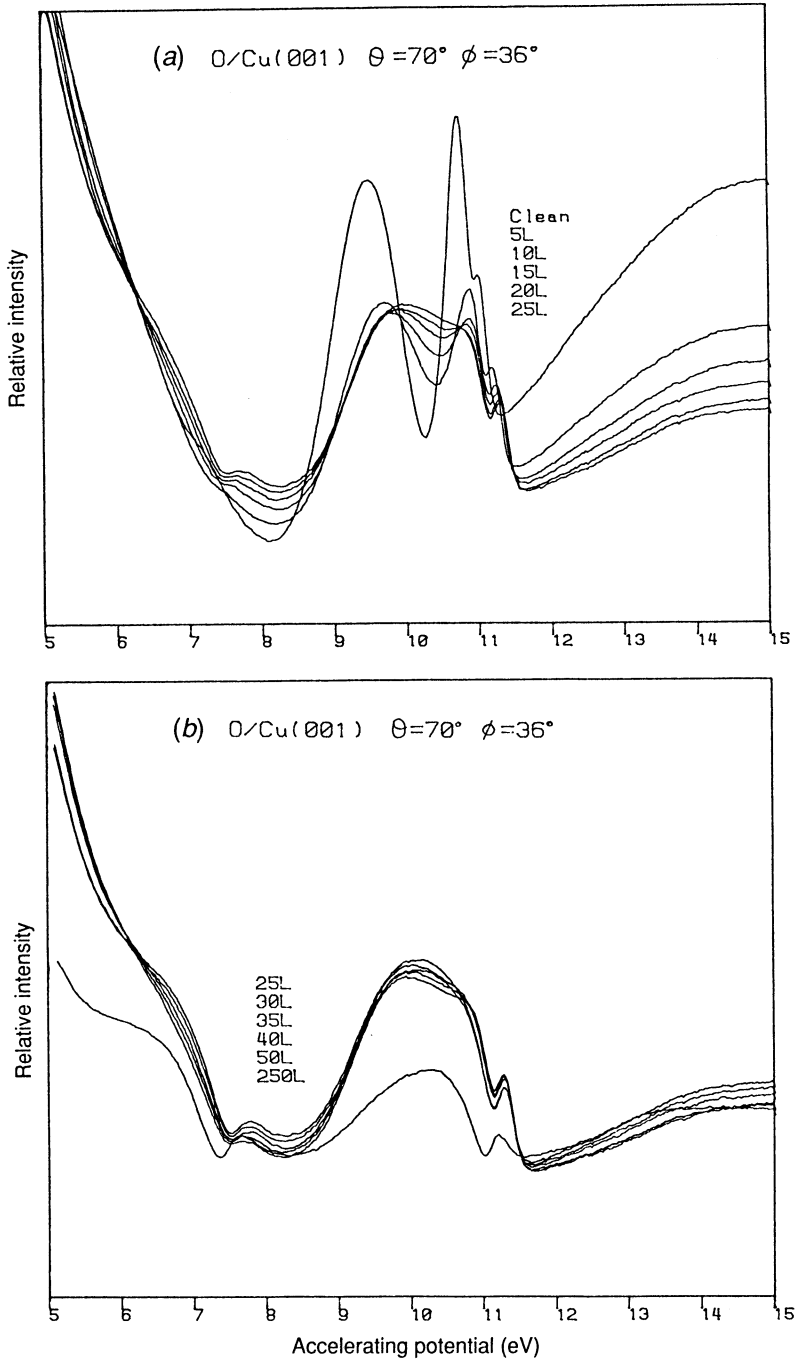 (a) O/Cu(001) θ=70° ϕ=36°
Clean
5L
10L
15L
20L
25L
Relative intensity
5 6 7 8 9 10 11 12 13 14 15
(b) O/Cu(001) θ=70° ϕ=36°
25L
30L
35L
40L
50L
250L
Relative intensity
5 6 7 8 9 10 11 12 13 14 15
Accelerating potential (eV)